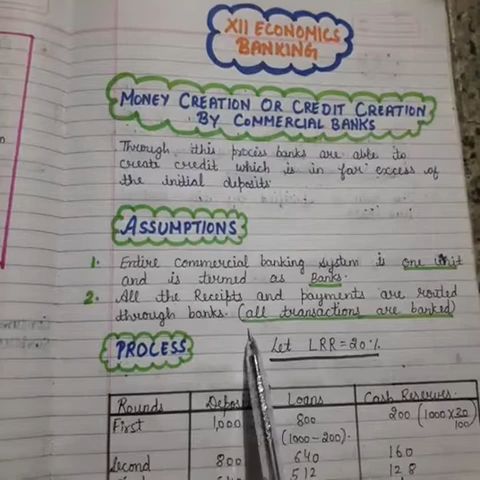 XII ECONOMICS
BANKING
MONEY CREATION OR CREDIT CREATION
BY COMMERCIAL BANKS
Through this process banks are able to
create credit which is in far excess of
the initial deposits
ASSUMPTIONS
1. Entire commercial banking system is one unit
and is termed as Banks.
2. All the Receipts and payments are routed
through banks. (all transactions are banked)
PROCESS Let LRR = 20%
Rounds Loans Cash Reserves.
First 1,000 800 200 (1000 × 20/100)
(1000-200).
Second 800 640 160
512 128